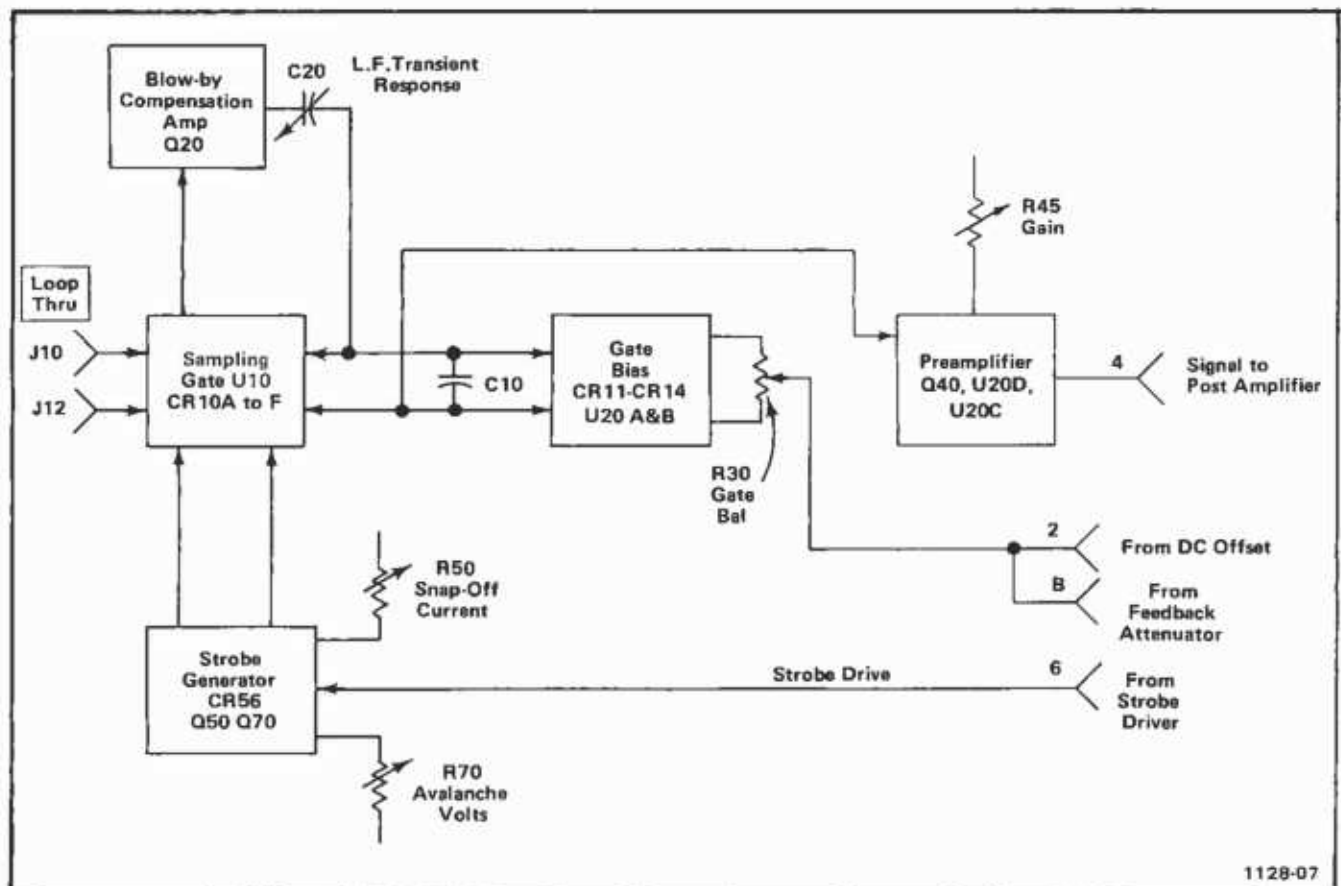 Blow-by
Compensation
Amp
Q20
C20
L.F.Transient
Response
R45
Gain
Loop
Thru
J10
J12
Sampling
Gate U10
CR10A to F
C10
Gate
Bias
CR11-CR14
U20 A&B
R30
Gate
Bal
Preamplifier
Q40, U20D,
U20C
4
Signal to
Post Amplifier
2
From DC Offset
B
From
Feedback
Attenuator
R50
Snap-Off
Current
Strobe
Generator
CR56
Q50 Q70
Strobe Drive
6
From
Strobe
Driver
R70
Avalanche
Volts
1128-07